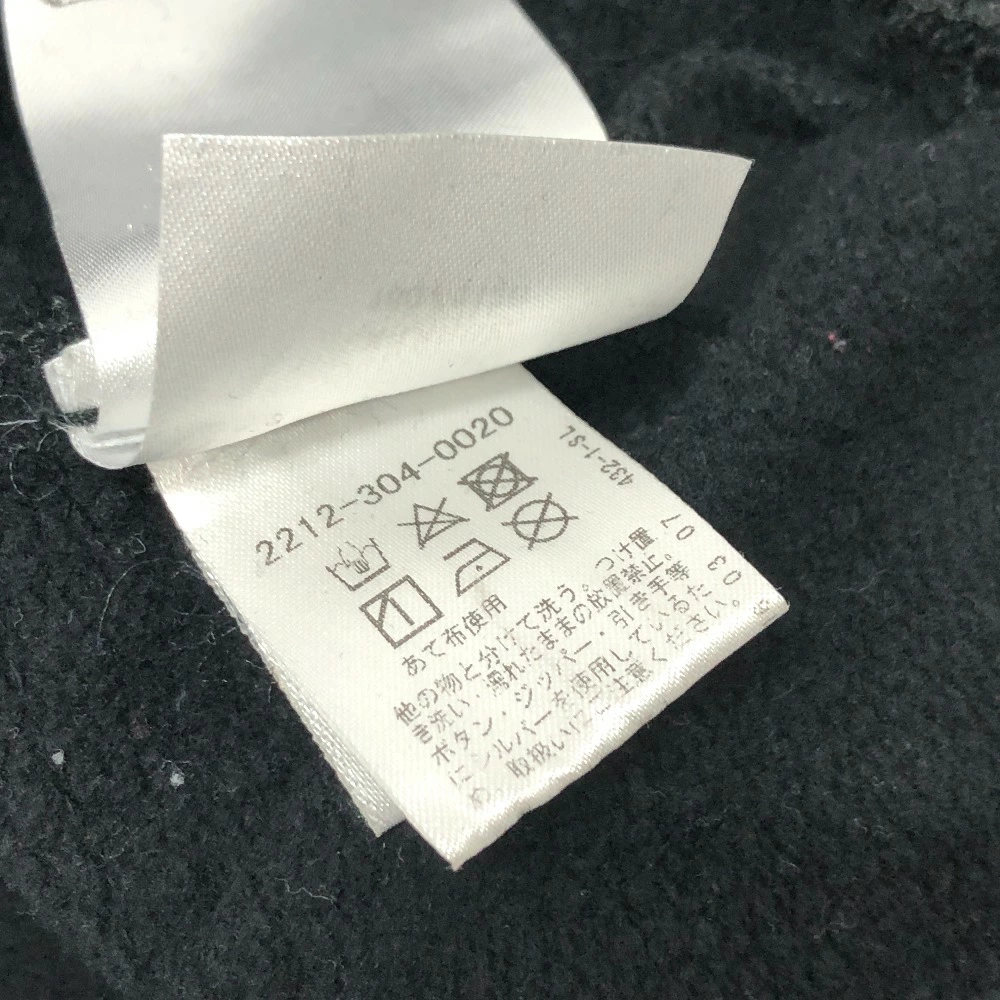 2212-304-0020
あて布使用
他の物と分けて洗う。つけ置
き洗い・濡れたままの放置禁止。
ボタン・ジッパー・引き手等
にシルバーを使用しているた
め、取扱いにご注意ください。
432-1-SL
03 07